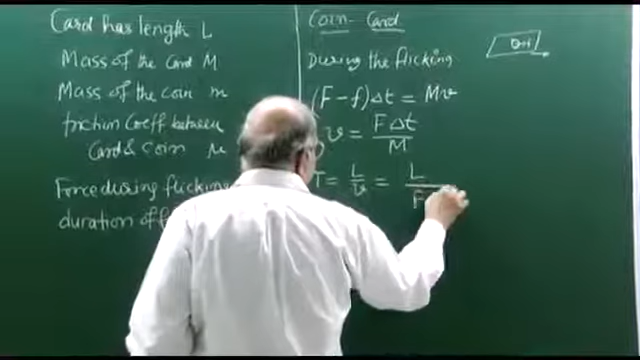 Card has length L
Mass of the Card M
Mass of the coin m
friction Coeff between
Card & Coin μ
Force during flicking
duration of
Coin - Card
During the flicking
(F-f)Δt = Mv
v = FΔt/M
T = L/v = L/F